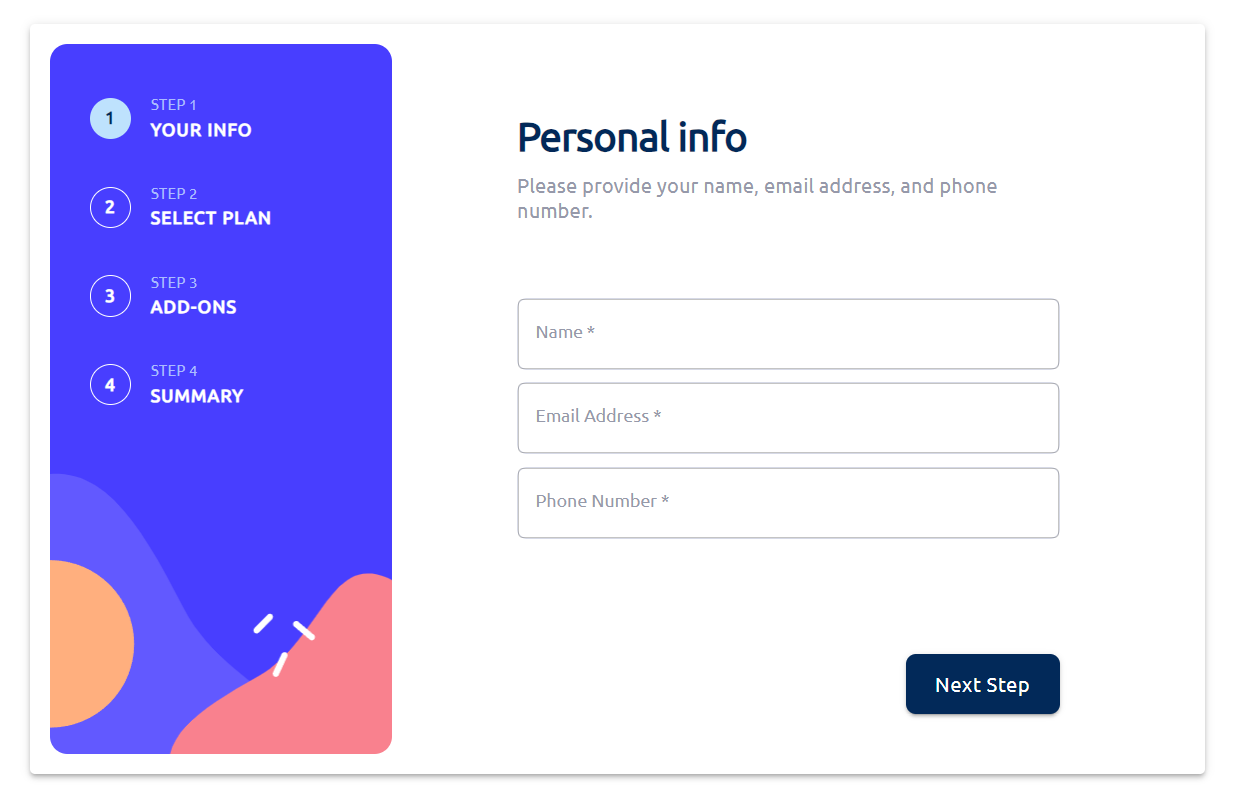 1
STEP 1
YOUR INFO
2
STEP 2
SELECT PLAN
3
STEP 3
ADD-ONS
4
STEP 4
SUMMARY
Personal info
Please provide your name, email address, and phone
number.
Name *
Email Address *
Phone Number *
Next Step